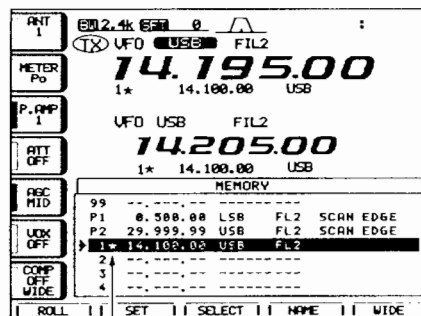 ANT
1
BW 2.4k SFT 0 :
TX VFO USB FIL2
14.195.00
1★ 14.100.00 USB
METER
Po
P.AMP
1
VFO USB FIL2
14.205.00
1★ 14.100.00 USB
ATT
OFF
AGC
MID
VOX
OFF
COMP
OFF
WIDE
MEMORY
99 --.---.-- ----------
P1 0.500.00 LSB FL2 SCAN EDGE
P2 29.999.99 USB FL2 SCAN EDGE
1★ 14.100.00 USB FL2
2 --.---.-- ----------
3 --.---.-- ----------
4 --.---.-- ----------
ROLL SET SELECT NAME WIDE